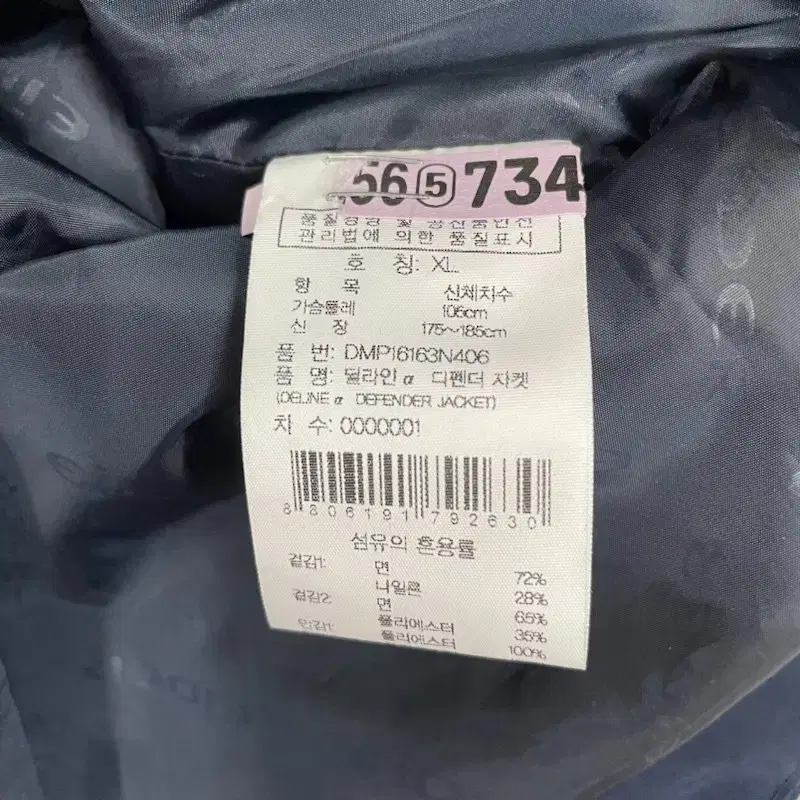 56 5 734
품질경영 및 공산품안전
관리법에 의한 품질표시
호 칭: XL
항 목 신체치수
가슴둘레 106cm
신 장 175~185cm
품 번: DMP16163N406
품 명: 델라인α 디펜더 자켓
(DELINE α DEFENDER JACKET)
차 수: 0000001
8 806191 792630
섬유의 혼용률
겉감1: 면 72%
나일론 28%
겉감2: 면 65%
폴리에스터 35%
안감1: 폴리에스터 100%